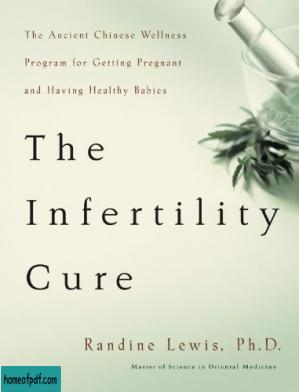 The Ancient Chinese Wellness
Program for Getting Pregnant
and Having Healthy Babies
The
Infertility
Cure
Randine Lewis, Ph.D.
Master of Science in Oriental Medicine
homeofpdf.com